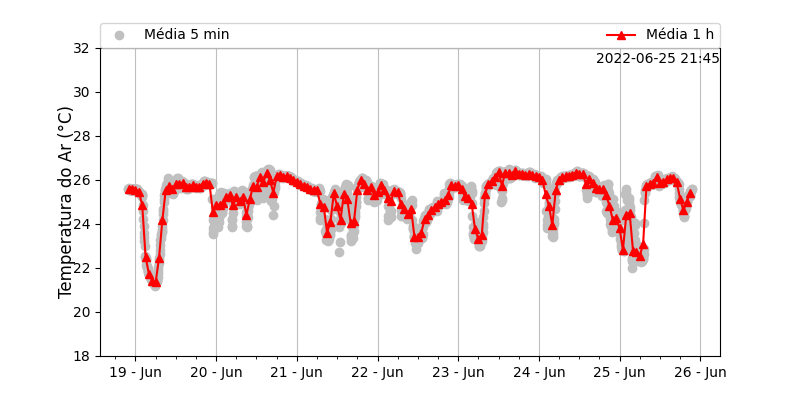 Média 5 min
Média 1 h
2022-06-25 21:45
Temperatura do Ar (°C)
32
30
28
26
24
22
20
18
19 - Jun
20 - Jun
21 - Jun
22 - Jun
23 - Jun
24 - Jun
25 - Jun
26 - Jun